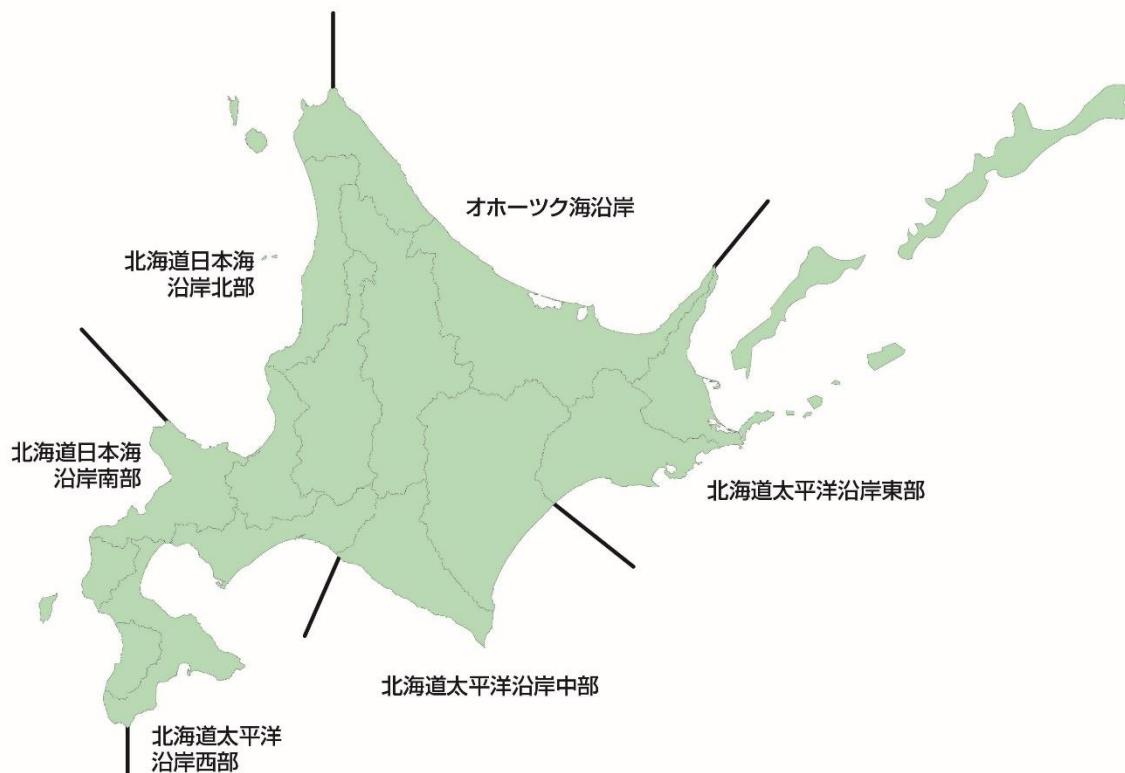 オホーツク海沿岸
北海道日本海
沿岸北部
北海道日本海
沿岸南部
北海道太平洋沿岸東部
北海道太平洋沿岸中部
北海道太平洋
沿岸西部